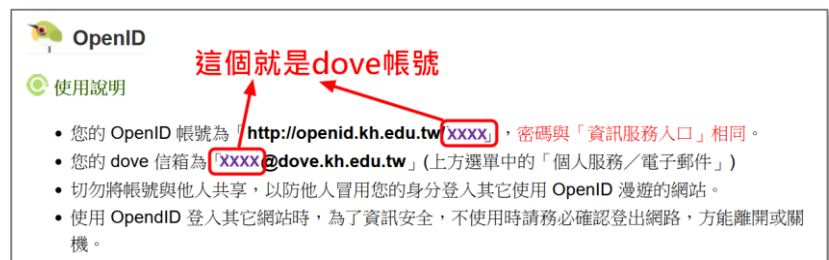 OpenID
這個就是dove帳號
使用說明
• 您的 OpenID 帳號為「http://openid.kh.edu.tw/xxxx」，密碼與「資訊服務入口」相同。
• 您的 dove 信箱為「xxxx@dove.kh.edu.tw」(上方選單中的「個人服務／電子郵件」)
• 切勿將帳號與他人共享，以防他人冒用您的身分登入其它使用 OpenID 漫遊的網站。
• 使用 OpendID 登入其它網站時，為了資訊安全，不使用時請務必確認登出網路，方能離開或關
機。